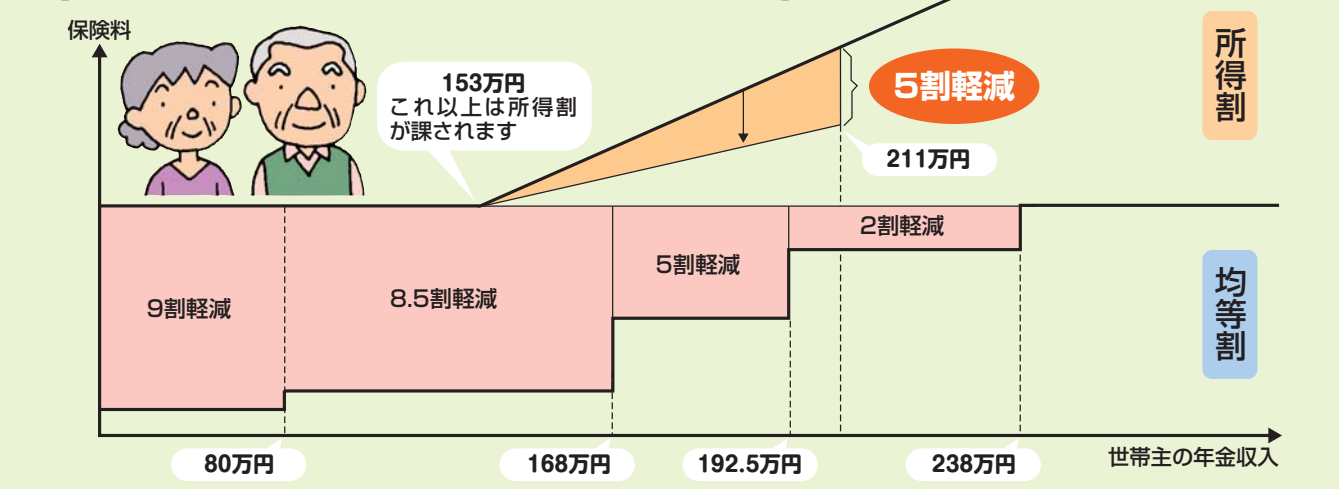 保険料
153万円
これ以上は所得割
が課されます
5割軽減
211万円
所得割
9割軽減
8.5割軽減
5割軽減
2割軽減
均等割
80万円
168万円
192.5万円
238万円
世帯主の年金収入